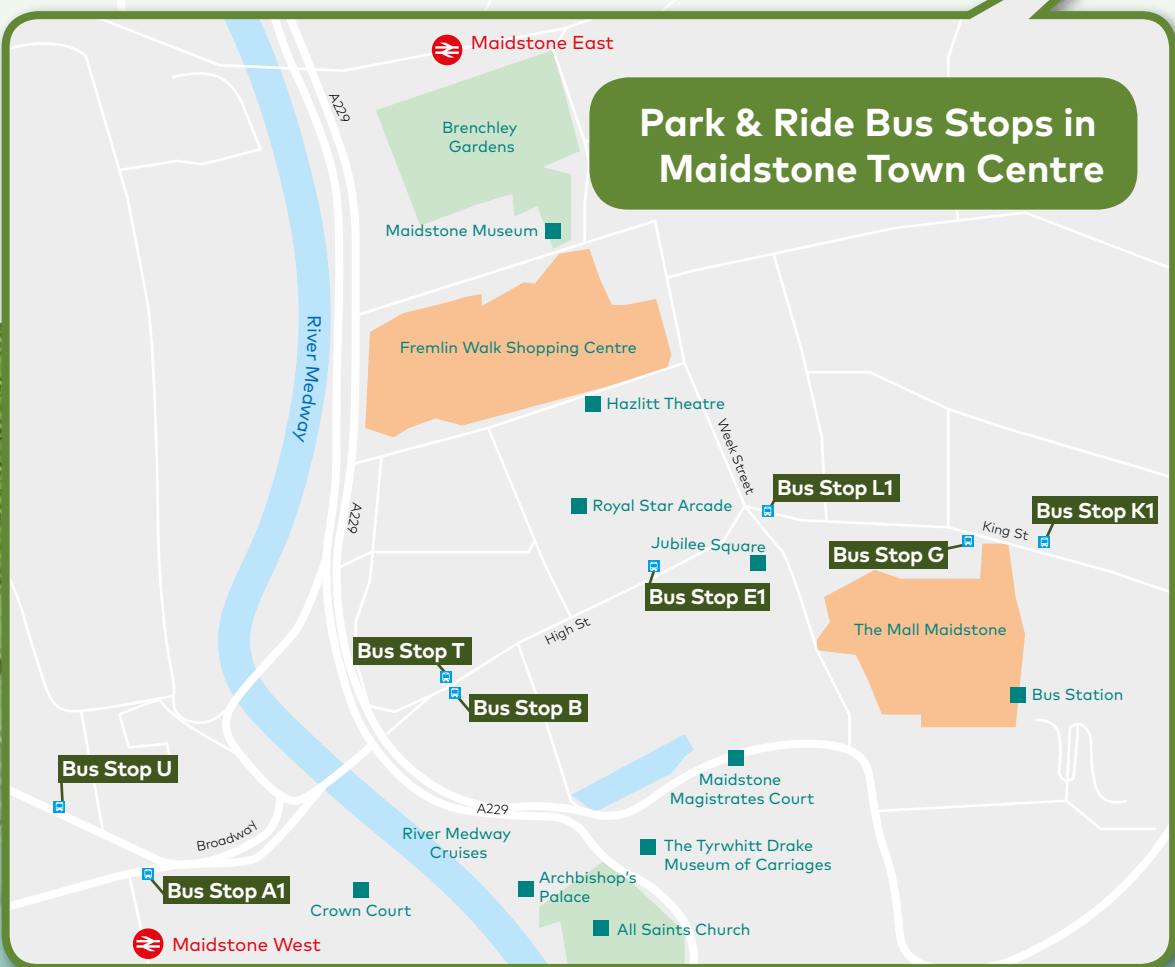 Maidstone East
Park & Ride Bus Stops in
Maidstone Town Centre
A229
Brenchley
Gardens
Maidstone Museum
River Medway
Fremlin Walk Shopping Centre
Hazlitt Theatre
Week Street
A229
Royal Star Arcade
Bus Stop L1
Bus Stop K1
King St
Jubilee Square
Bus Stop G
Bus Stop E1
High St
The Mall Maidstone
Bus Stop T
Bus Stop B
Bus Station
Bus Stop U
Maidstone
Magistrates Court
A229
Broadway
River Medway
Cruises
The Tyrwhitt Drake
Museum of Carriages
Archbishop's
Palace
Bus Stop A1
Crown Court
All Saints Church
Maidstone West